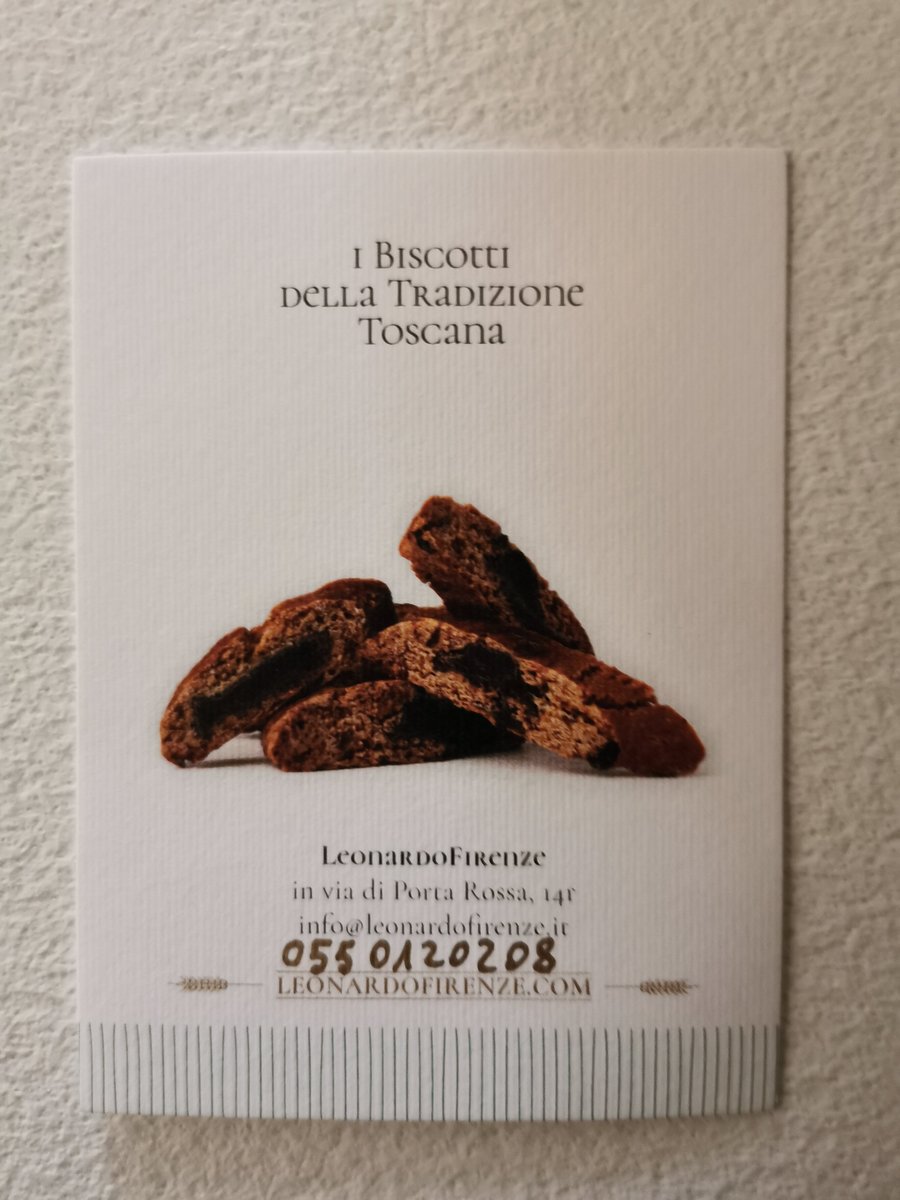 i Biscotti
della Tradizione
Toscana
LeonardoFirenze
in via di Porta Rossa, 14r
info@leonardofirenze.it
055 0120208
LEONARDOFIRENZE.COM